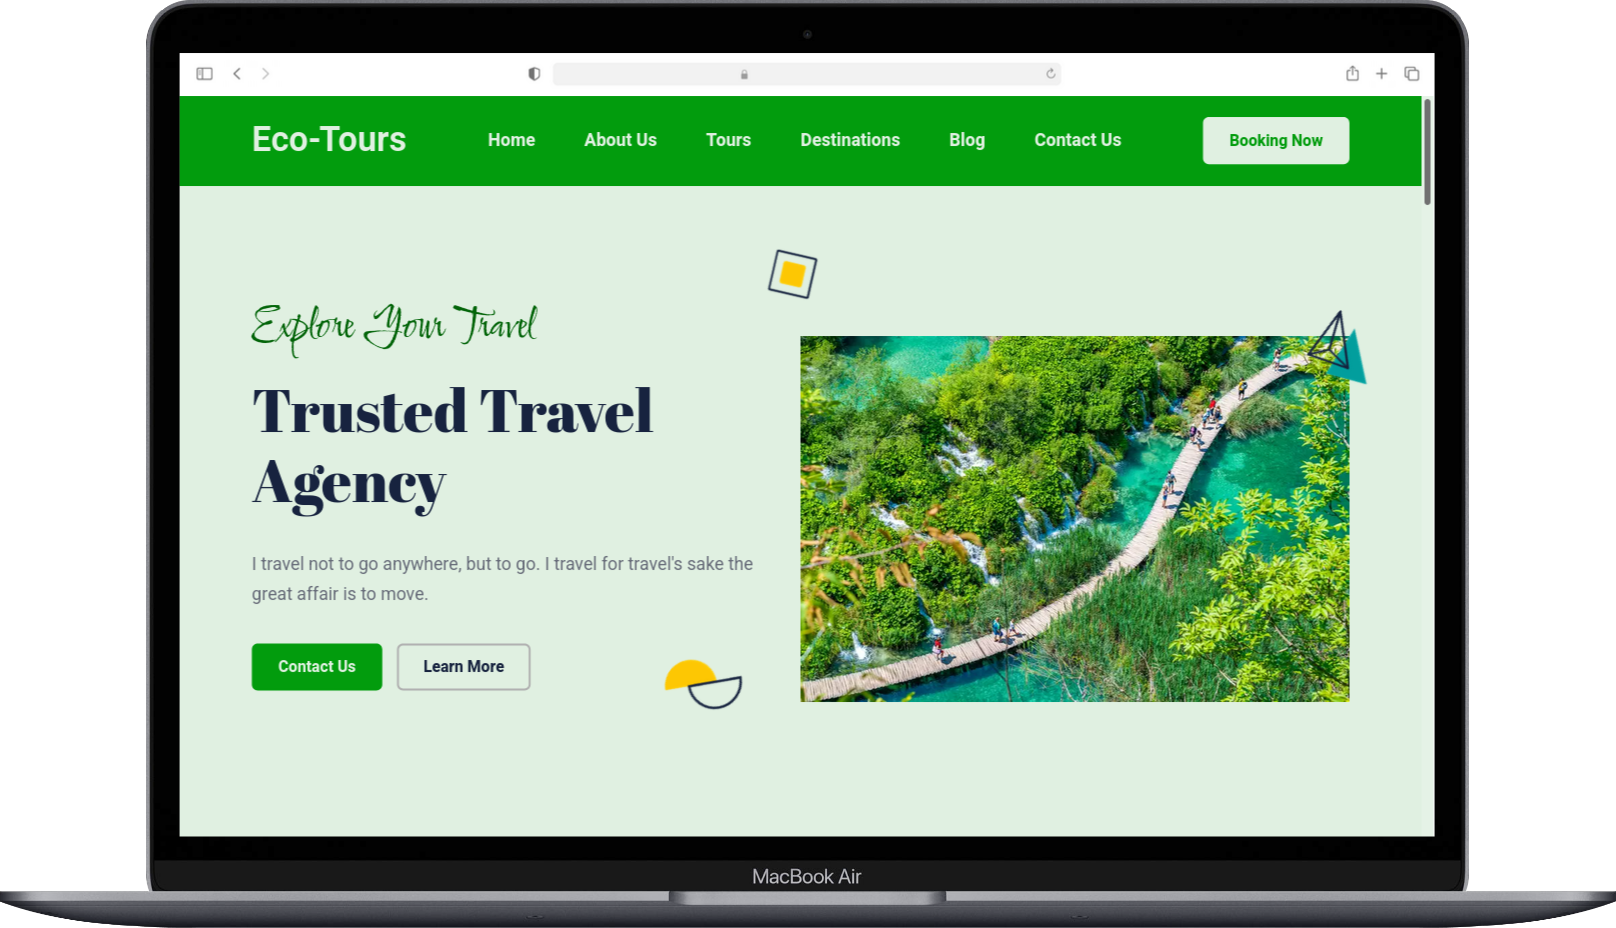 Eco-Tours
Home
About Us
Tours
Destinations
Blog
Contact Us
Booking Now
Explore Your Travel
Trusted Travel
Agency
I travel not to go anywhere, but to go. I travel for travel's sake the
great affair is to move.
Contact Us
Learn More
MacBook Air